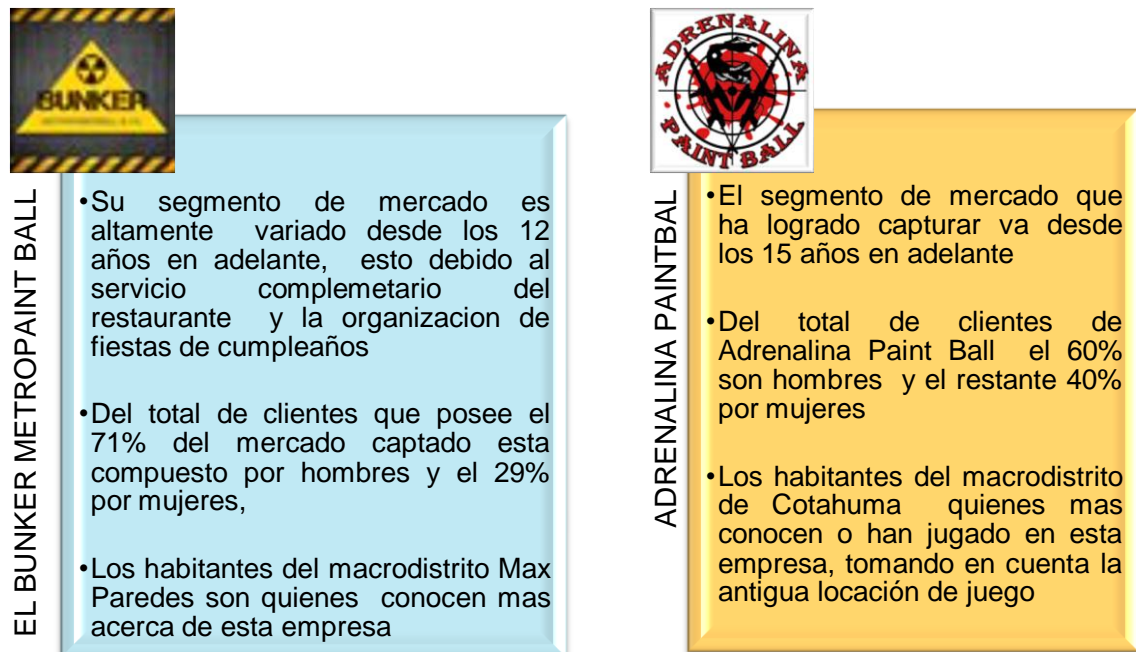 BUNKER
EL BUNKER METROPAINT BALL
•Su segmento de mercado es
altamente variado desde los 12
años en adelante, esto debido al
servicio complemetario del
restaurante y la organizacion de
fiestas de cumpleaños
•Del total de clientes que posee el
71% del mercado captado esta
compuesto por hombres y el 29%
por mujeres,
•Los habitantes del macrodistrito Max
Paredes son quienes conocen mas
acerca de esta empresa
ADRENALINA
PAINT BALL
ADRENALINA PAINTBAL
•El segmento de mercado que
ha logrado capturar va desde
los 15 años en adelante
•Del total de clientes de
Adrenalina Paint Ball el 60%
son hombres y el restante 40%
por mujeres
•Los habitantes del macrodistrito
de Cotahuma quienes mas
conocen o han jugado en esta
empresa, tomando en cuenta la
antigua locación de juego